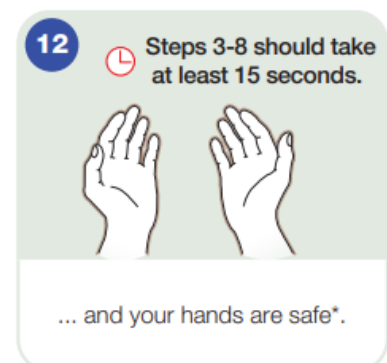 12
Steps 3-8 should take
at least 15 seconds.
... and your hands are safe*.